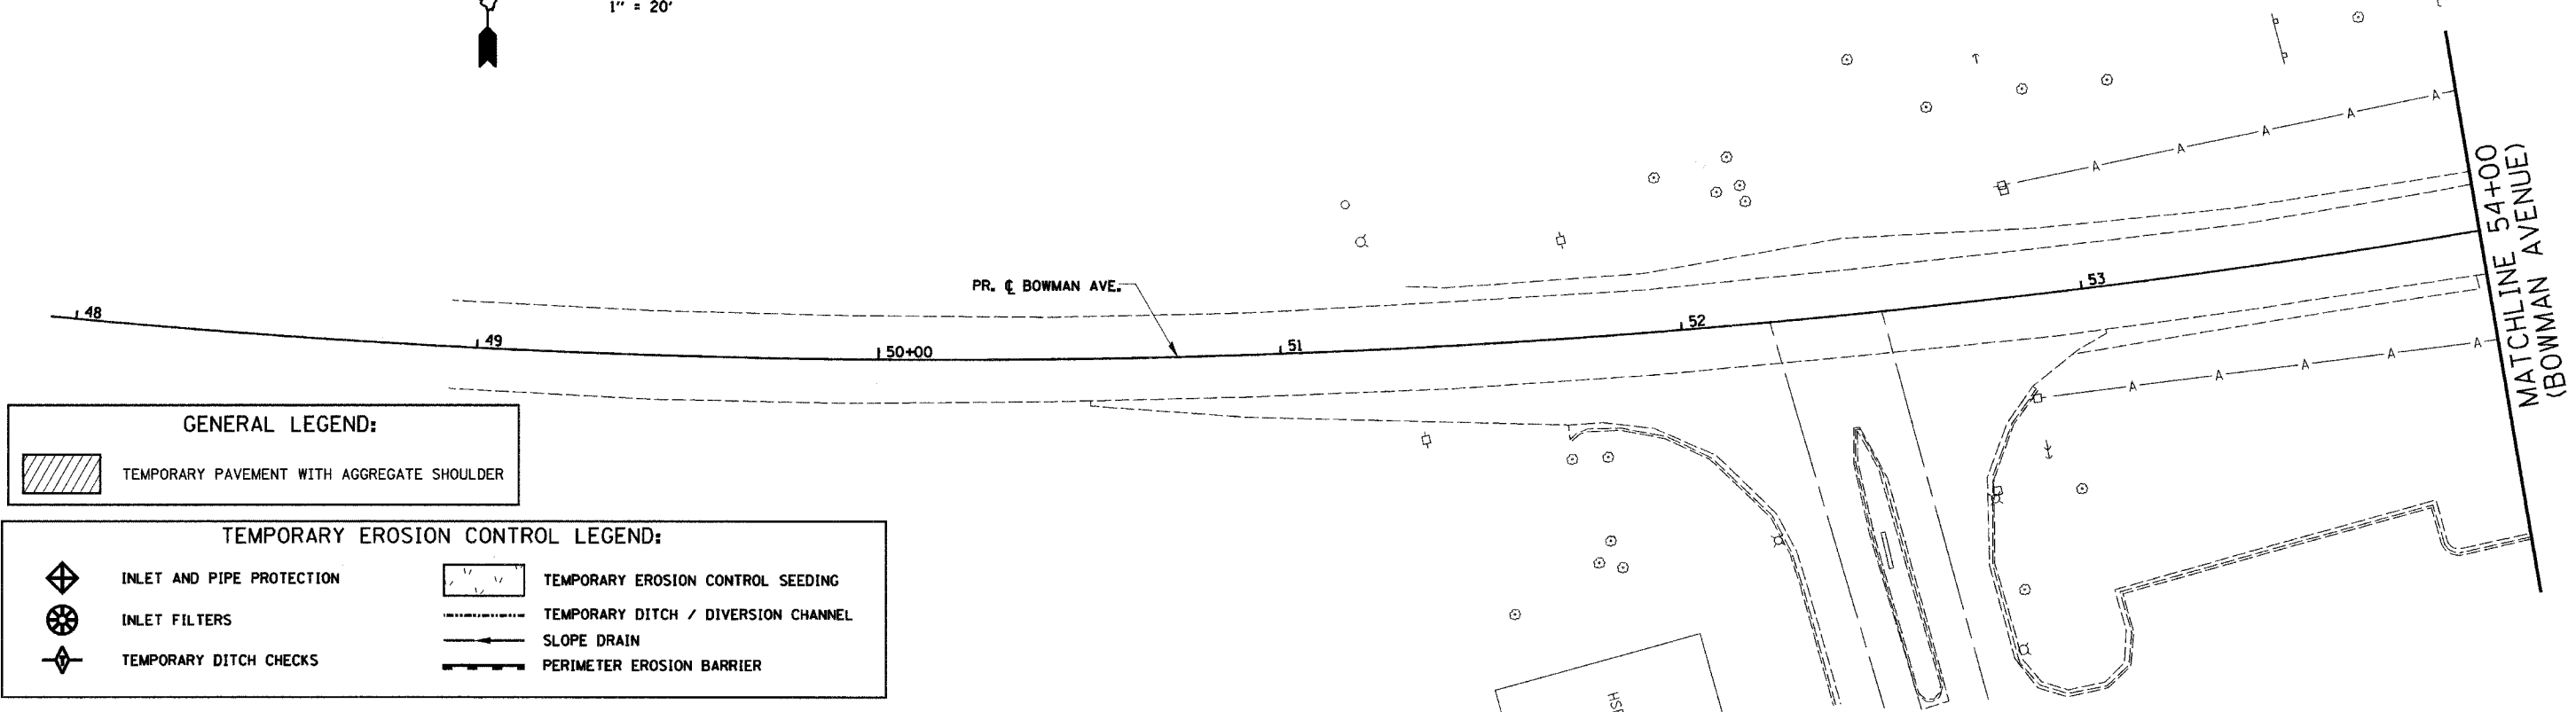 1" = 20'
PR. ℄ BOWMAN AVE.
48
49
50+00
51
52
53
A A A A A
A A A A A
MATCHLINE 54+00
(BOWMAN AVENUE)
GENERAL LEGEND:
TEMPORARY PAVEMENT WITH AGGREGATE SHOULDER
TEMPORARY EROSION CONTROL LEGEND:
INLET AND PIPE PROTECTION
INLET FILTERS
TEMPORARY DITCH CHECKS
TEMPORARY EROSION CONTROL SEEDING
TEMPORARY DITCH / DIVERSION CHANNEL
SLOPE DRAIN
PERIMETER EROSION BARRIER